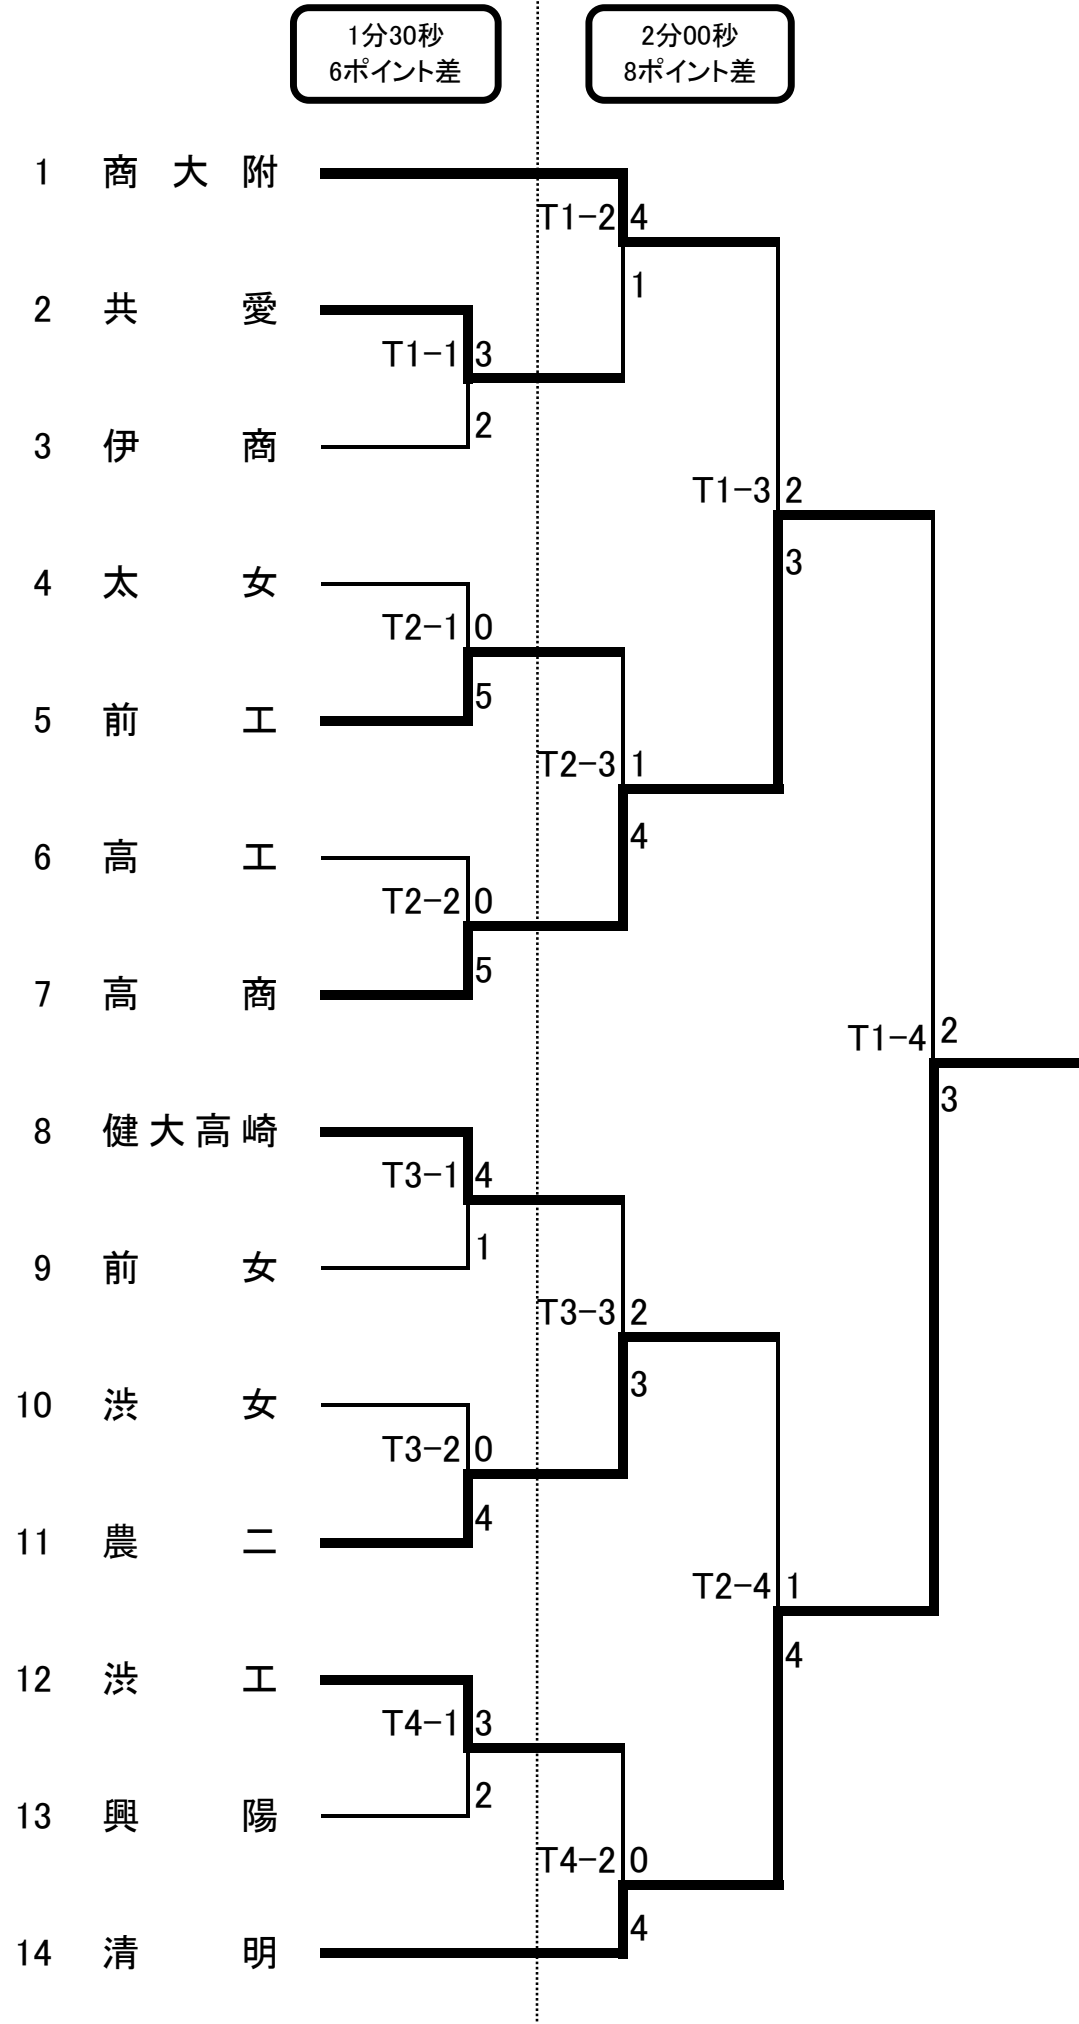 1分30秒
6ポイント差
2分00秒
8ポイント差
1 商大附
T1-2 4
1
2 共愛
T1-1 3
2
3 伊商
T1-3 2
3
4 太女
T2-1 0
5
5 前工
T2-3 1
4
6 高工
T2-2 0
5
7 高商
T1-4 2
3
8 健大高崎
T3-1 4
1
9 前女
T3-3 2
3
10 渋女
T3-2 0
4
11 農二
T2-4 1
4
12 渋工
T4-1 3
2
13 興陽
T4-2 0
4
14 清明